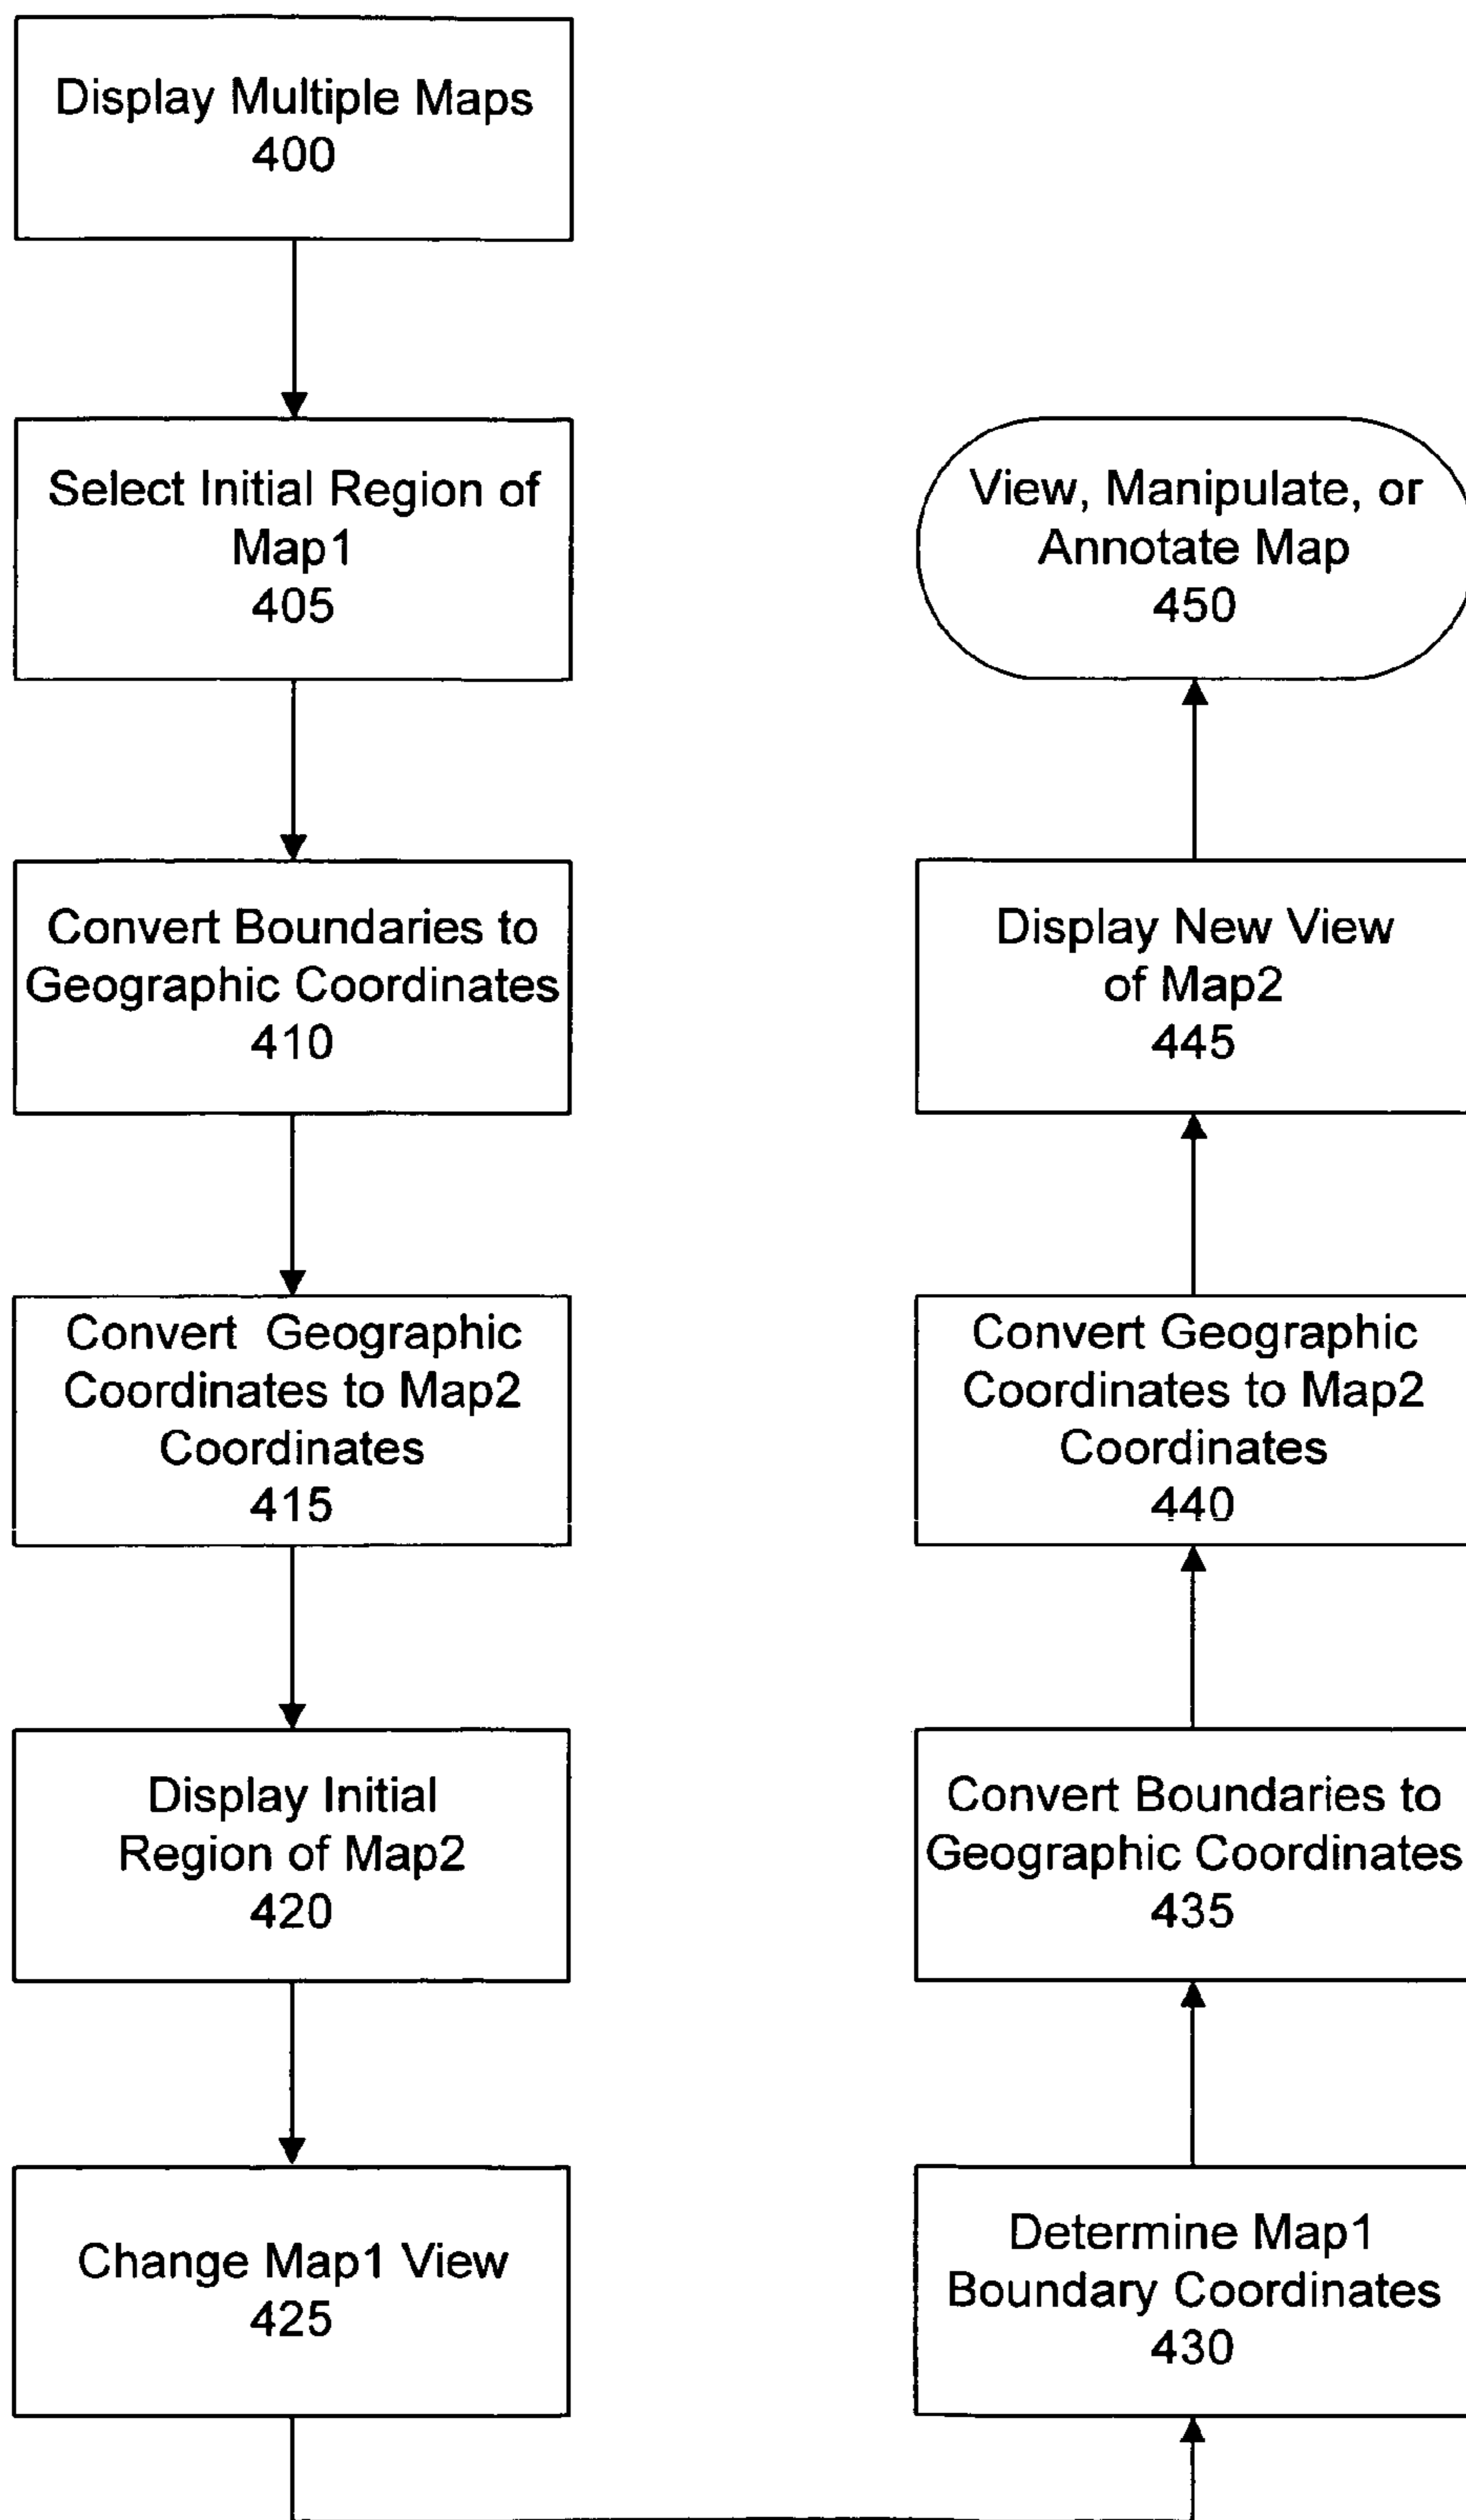 Display Multiple Maps
400
Select Initial Region of
Map1
405
Convert Boundaries to
Geographic Coordinates
410
Convert Geographic
Coordinates to Map2
Coordinates
415
Display Initial
Region of Map2
420
Change Map1 View
425
Determine Map1
Boundary Coordinates
430
Convert Boundaries to
Geographic Coordinates
435
Convert Geographic
Coordinates to Map2
Coordinates
440
Display New View
of Map2
445
View, Manipulate, or
Annotate Map
450